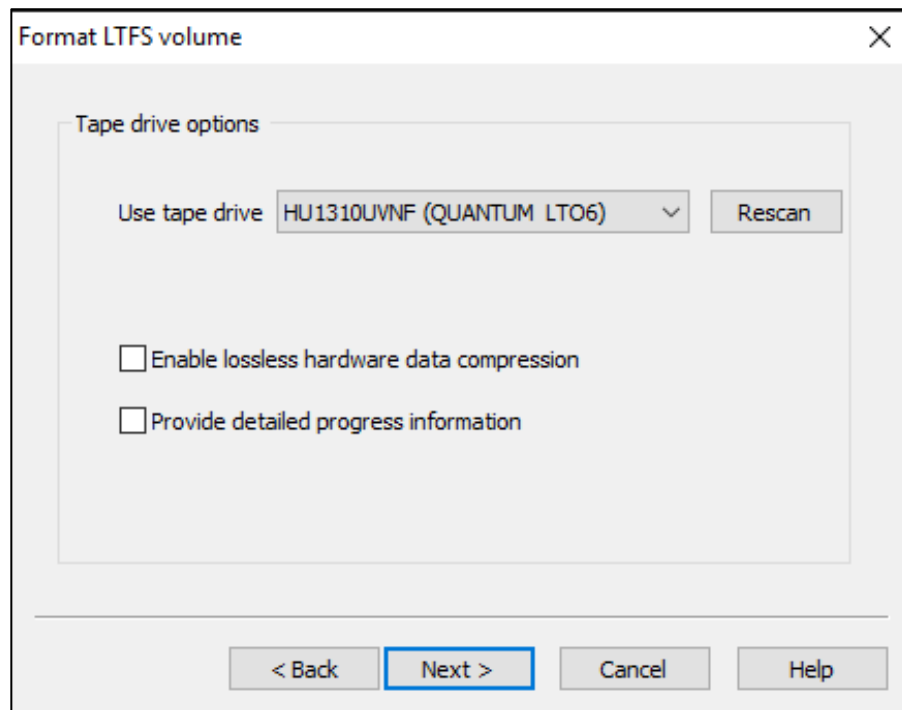 Format LTFS volume
Tape drive options
Use tape drive HU1310UVNF (QUANTUM LTO6) Rescan
Enable lossless hardware data compression
Provide detailed progress information
< Back Next > Cancel Help